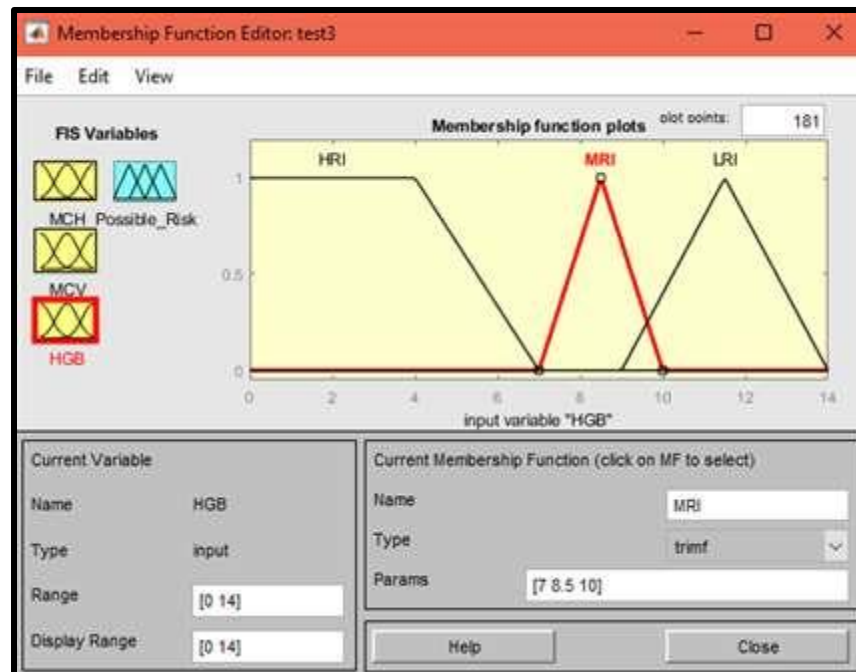 Membership Function Editor: test3
File Edit View
FIS Variables
Membership function plots
plot points:
181
MCH
Possible_Risk
MCV
HGB
HRI
MRI
LRI
1
0.5
0
0 2 4 6 8 10 12 14
input variable "HGB"
Current Variable
Name HGB
Type input
Range [0 14]
Display Range [0 14]
Current Membership Function (click on MF to select)
Name MRI
Type trimf
Params [7 8.5 10]
Help Close